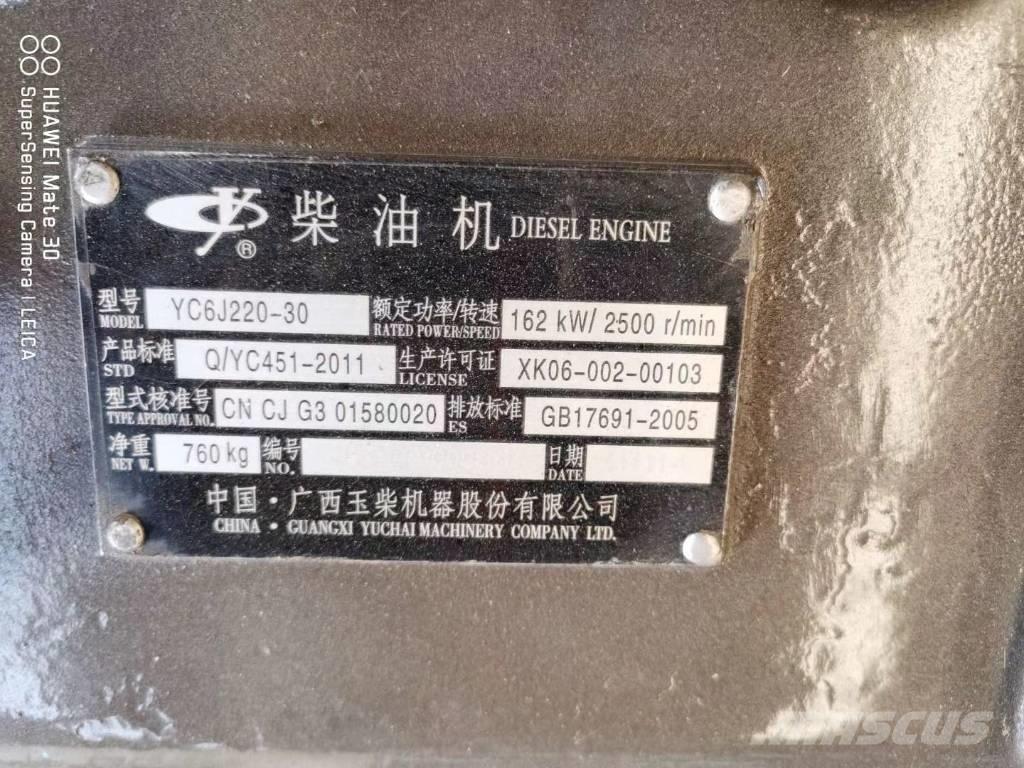 HUAWEI Mate 30
SuperSensing Camera | LEICA
柴油机 DIESEL ENGINE
®
型号 MODEL YC6J220-30 额定功率/转速 RATED POWER/SPEED 162 kW/ 2500 r/min
产品标准 STD Q/YC451-2011 生产许可证 LICENSE XK06-002-00103
型式核准号 TYPE APPROVAL NO. CN CJ G3 01580020 排放标准 ES GB17691-2005
净重 NET W. 760kg 编号 NO. 日期 DATE
中国·广西玉柴机器股份有限公司
CHINA · GUANGXI YUCHAI MACHINERY COMPANY LTD.
MASCUS